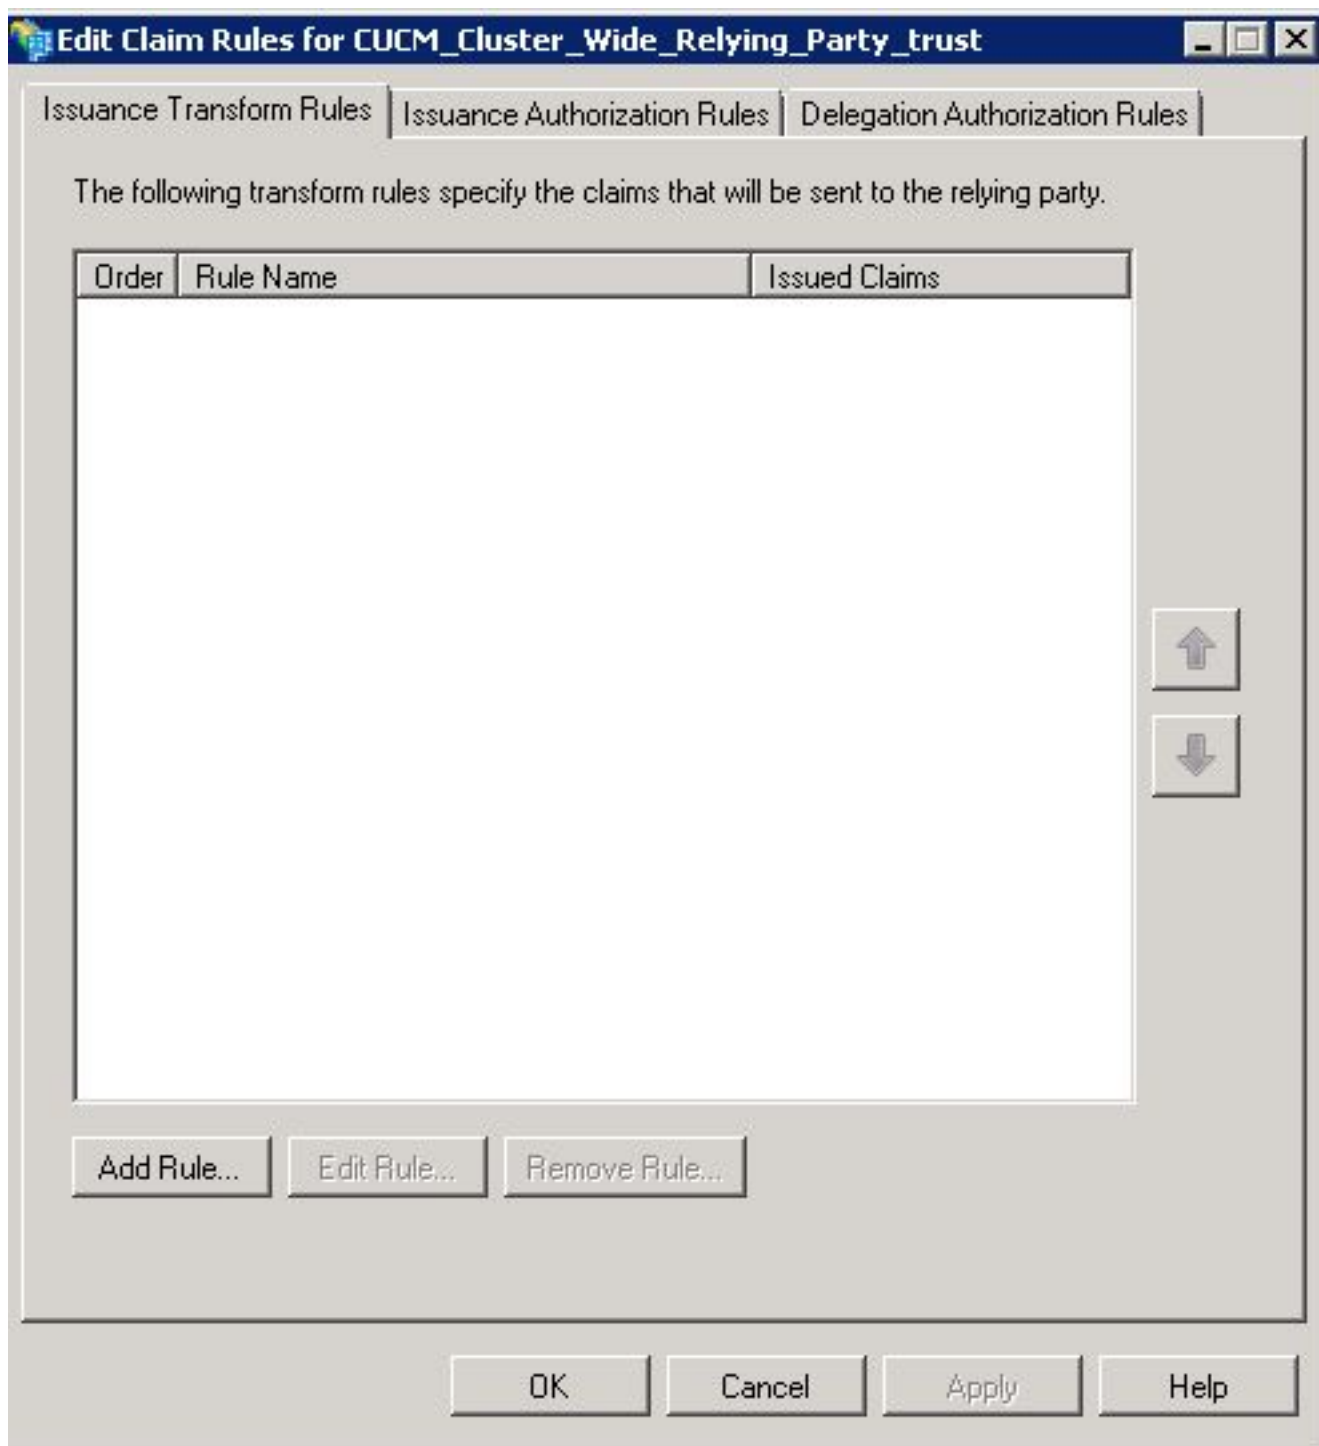 Edit Claim Rules for CUCM_Cluster_Wide_Relying_Party_trust
Issuance Transform Rules Issuance Authorization Rules Delegation Authorization Rules
The following transform rules specify the claims that will be sent to the relying party.
Order Rule Name Issued Claims
Add Rule... Edit Rule... Remove Rule...
OK Cancel Apply Help